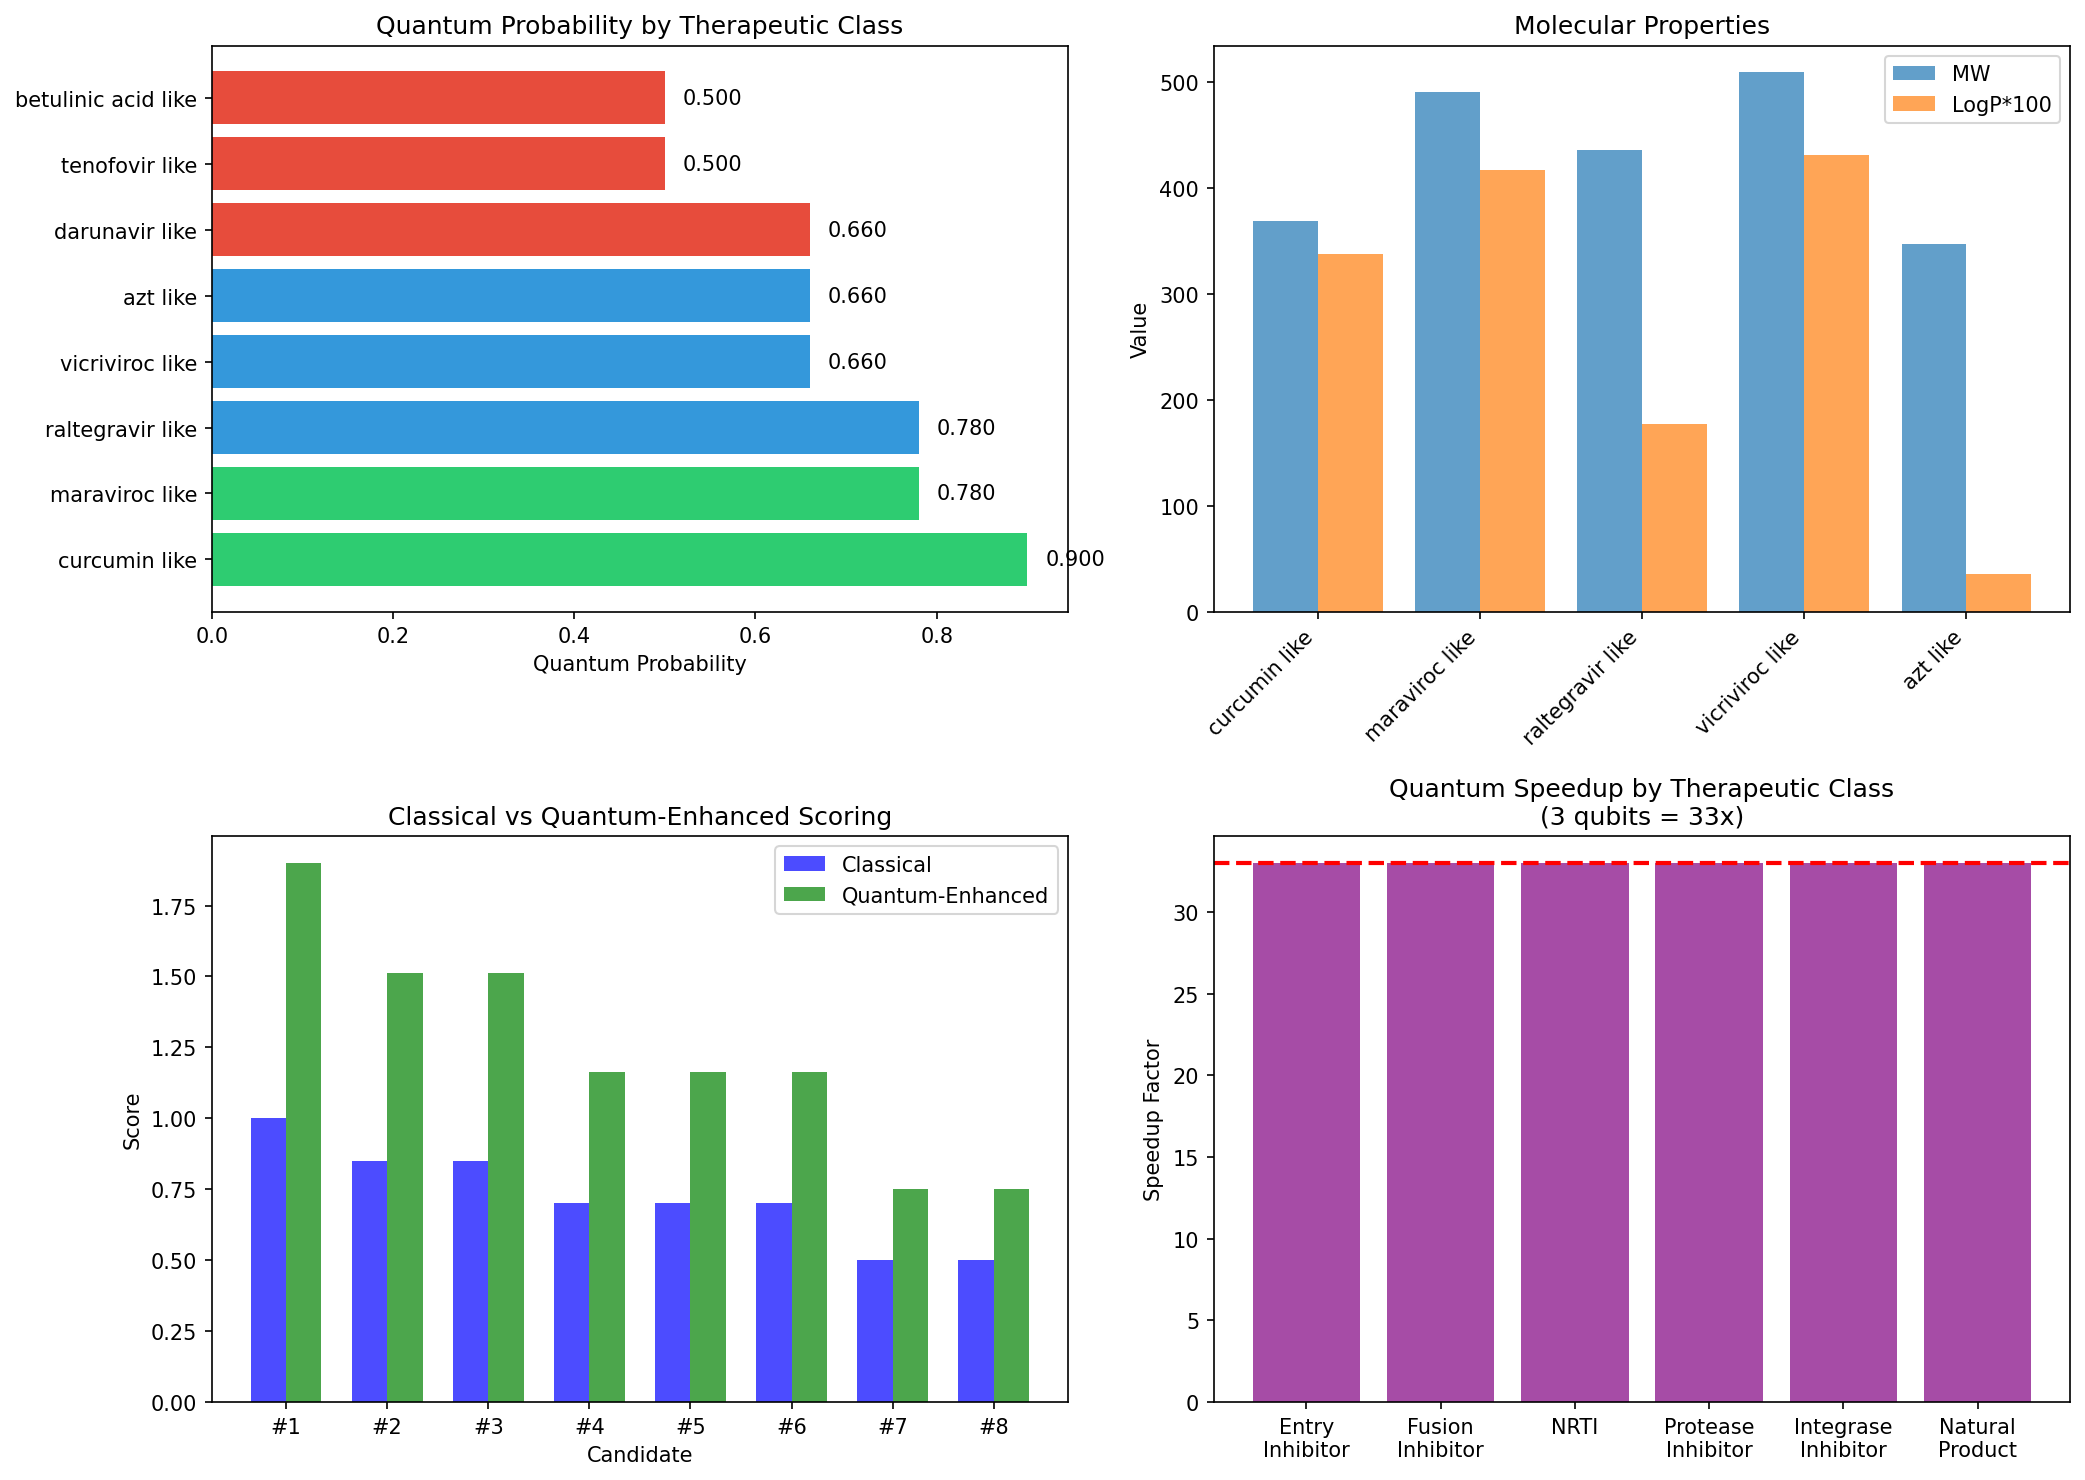 Quantum Probability by Therapeutic Class
betulinic acid like
0.500
tenofovir like
0.500
darunavir like
0.660
azt like
0.660
vicriviroc like
0.660
raltegravir like
0.780
maraviroc like
0.780
curcumin like
0.900
0.0
0.2
0.4
0.6
0.8
Quantum Probability
Molecular Properties
MW
LogP*100
Value
500
400
300
200
100
0
curcumin like
maraviroc like
raltegravir like
vicriviroc like
azt like
Classical vs Quantum-Enhanced Scoring
Classical
Quantum-Enhanced
Score
1.75
1.50
1.25
1.00
0.75
0.50
0.25
0.00
#1
#2
#3
#4
#5
#6
#7
#8
Candidate
Quantum Speedup by Therapeutic Class
(3 qubits = 33x)
Speedup Factor
30
25
20
15
10
5
0
Entry
Inhibitor
Fusion
Inhibitor
NRTI
Protease
Inhibitor
Integrase
Inhibitor
Natural
Product